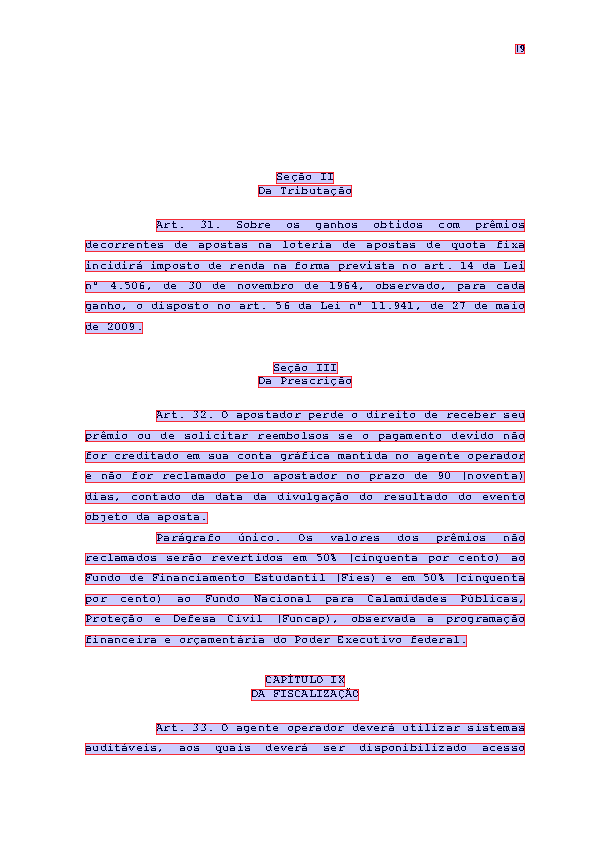 19
Seção II
Da Tributação
Art. 31. Sobre os ganhos obtidos com prêmios
decorrentes de apostas na loteria de apostas de quota fixa
incidirá imposto de renda na forma prevista no art. 14 da Lei
nº 4.506, de 30 de novembro de 1964, observado, para cada
ganho, o disposto no art. 56 da Lei nº 11.941, de 27 de maio
de 2009.
Seção III
Da Prescrição
Art. 32. O apostador perde o direito de receber seu
prêmio ou de solicitar reembolsos se o pagamento devido não
for creditado em sua conta gráfica mantida no agente operador
e não for reclamado pelo apostador no prazo de 90 (noventa)
dias, contado da data da divulgação do resultado do evento
objeto da aposta.
Parágrafo único. Os valores dos prêmios não
reclamados serão revertidos em 50% (cinquenta por cento) ao
Fundo de Financiamento Estudantil (Fies) e em 50% (cinquenta
por cento) ao Fundo Nacional para Calamidades Públicas,
Proteção e Defesa Civil (Funcap), observada a programação
financeira e orçamentária do Poder Executivo federal.
CAPÍTULO IX
DA FISCALIZAÇÃO
Art. 33. O agente operador deverá utilizar sistemas
auditáveis, aos quais deverá ser disponibilizado acesso